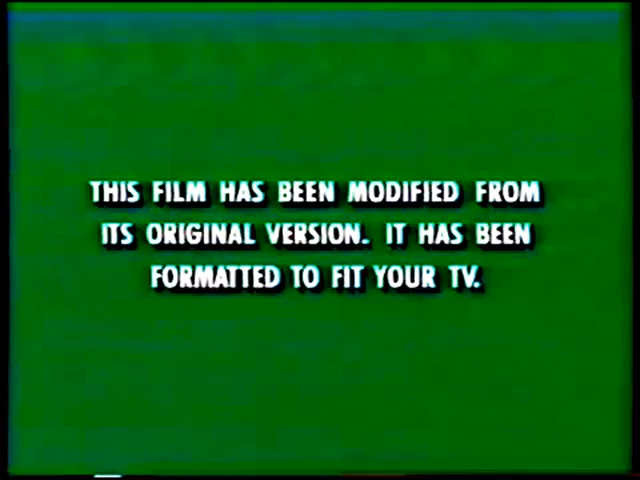 THIS FILM HAS BEEN MODIFIED FROM
ITS ORIGINAL VERSION. IT HAS BEEN
FORMATTED TO FIT YOUR TV.